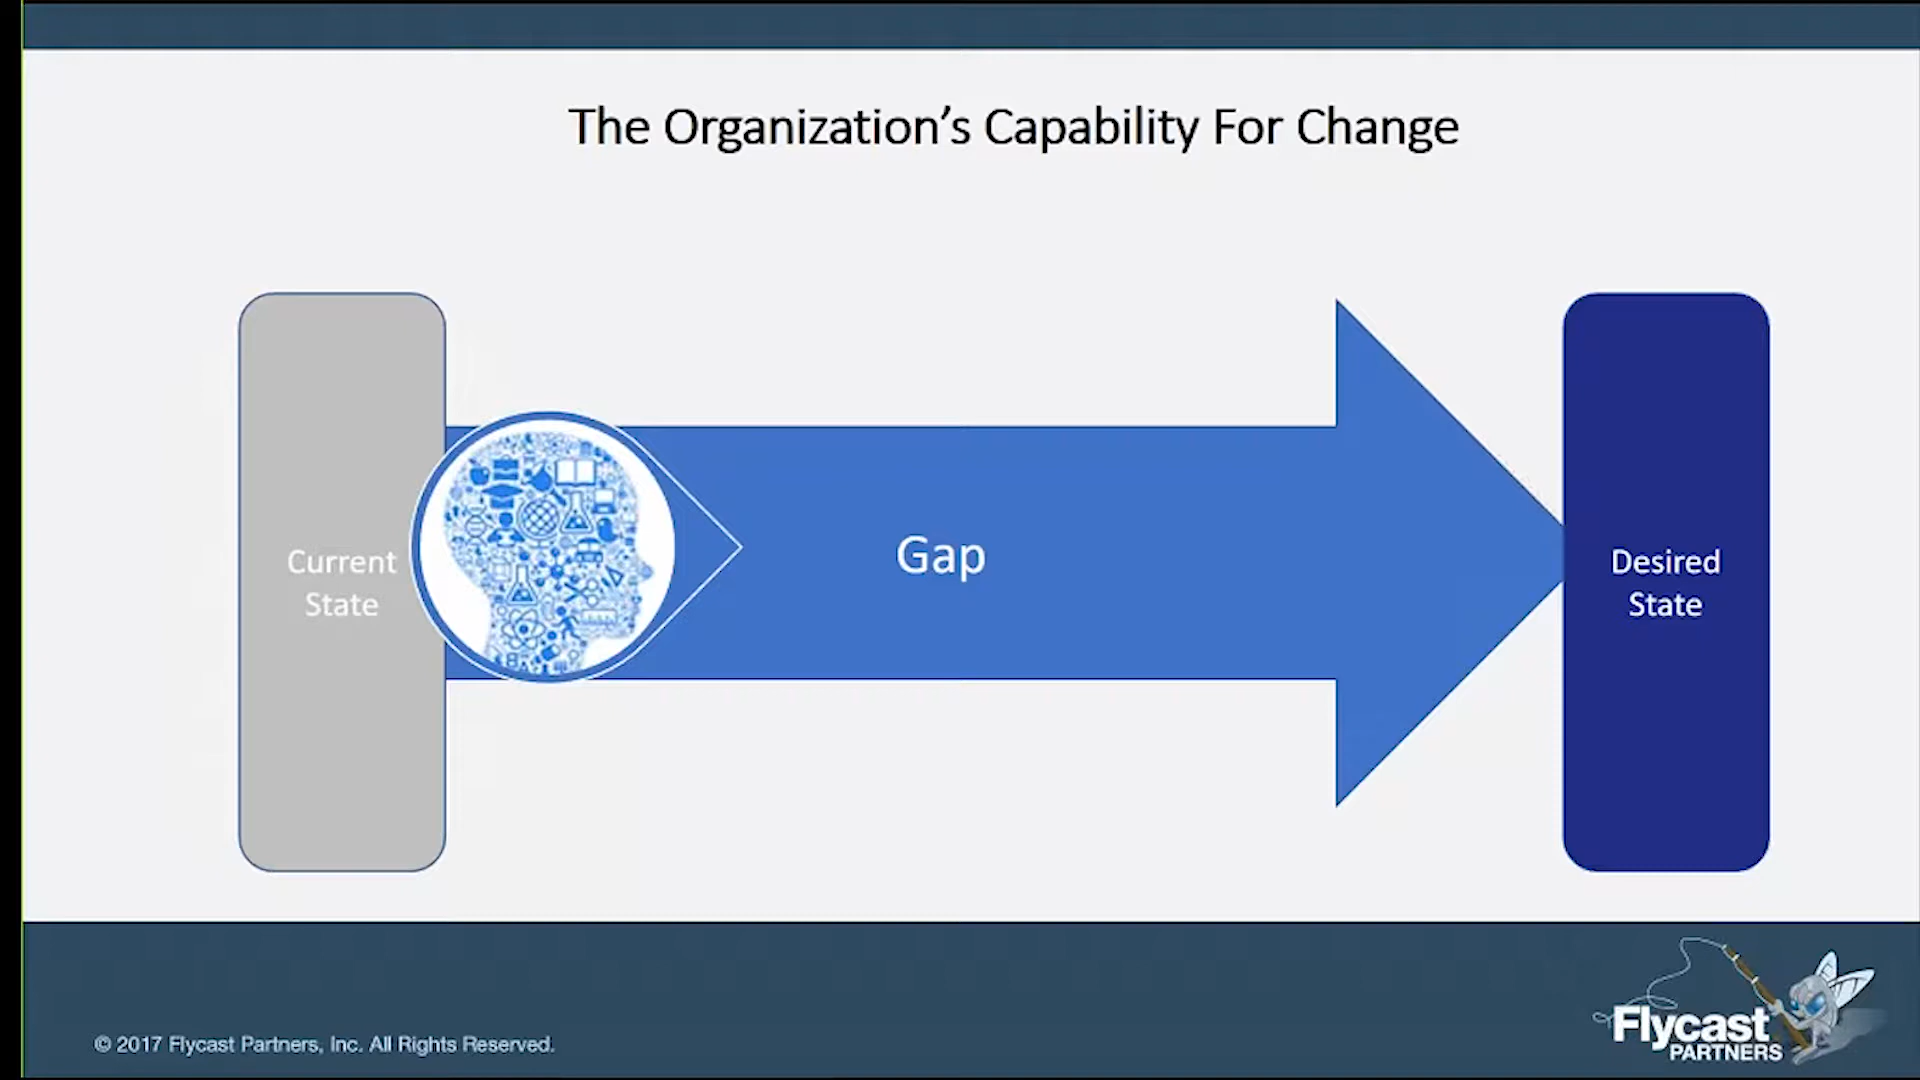 The Organization’s Capability For Change
Current
State
Gap
Desired
State
© 2017 Flycast Partners, Inc. All Rights Reserved.
Flycast
PARTNERS